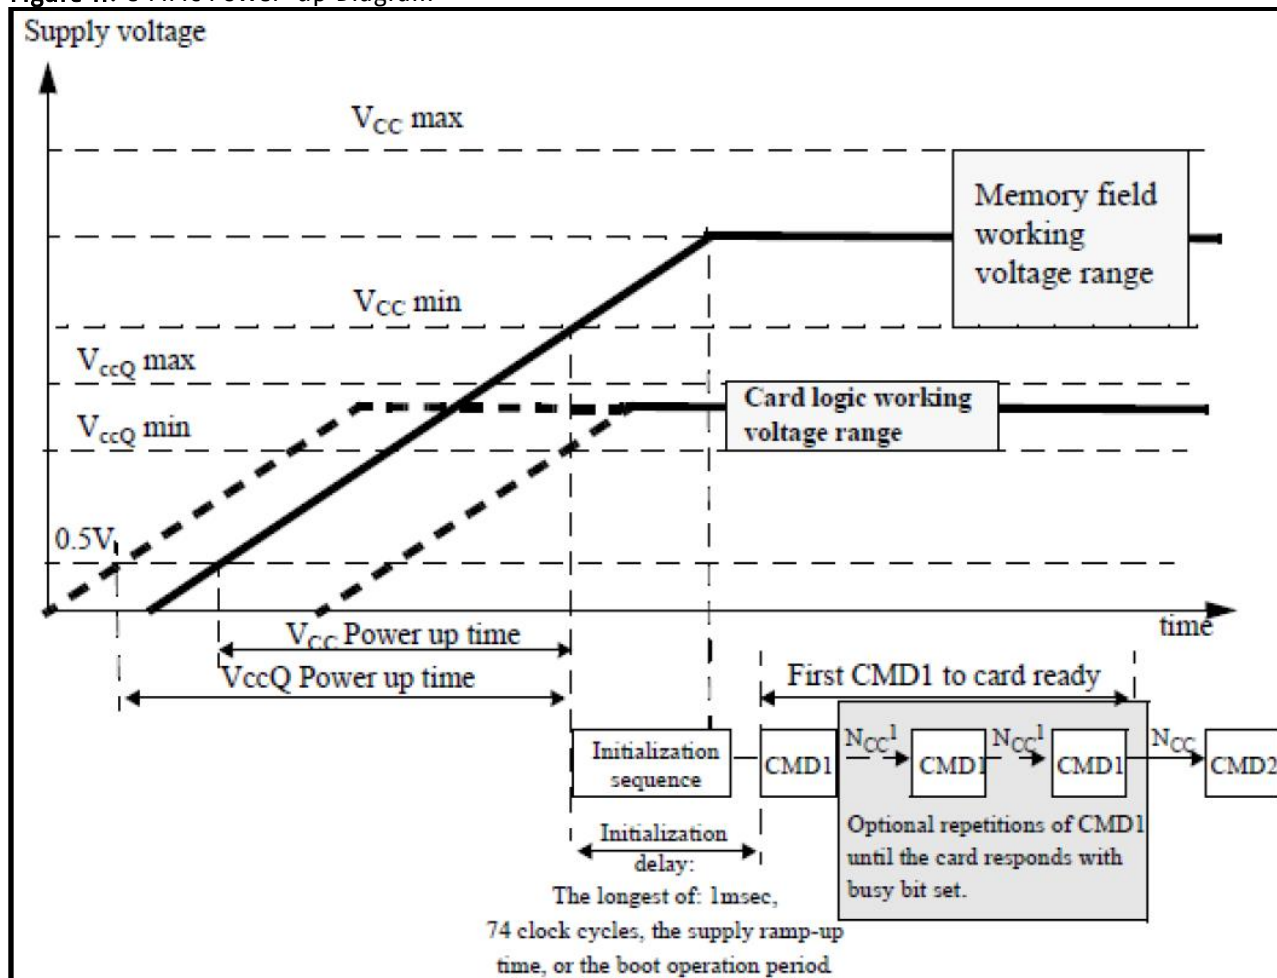 Supply voltage
V_CC max
Memory field
working
voltage range
V_CC min
V_ccQ max
Card logic working
voltage range
V_ccQ min
0.5V
time
V_CC Power up time
VccQ Power up time
First CMD1 to card ready
Initialization
sequence
CMD1
N_CC^1
CMD1
N_CC^1
CMD1
N_CC
CMD2
Initialization
delay:
The longest of: 1msec,
74 clock cycles, the supply ramp-up
time, or the boot operation period
Optional repetitions of CMD1
until the card responds with
busy bit set.